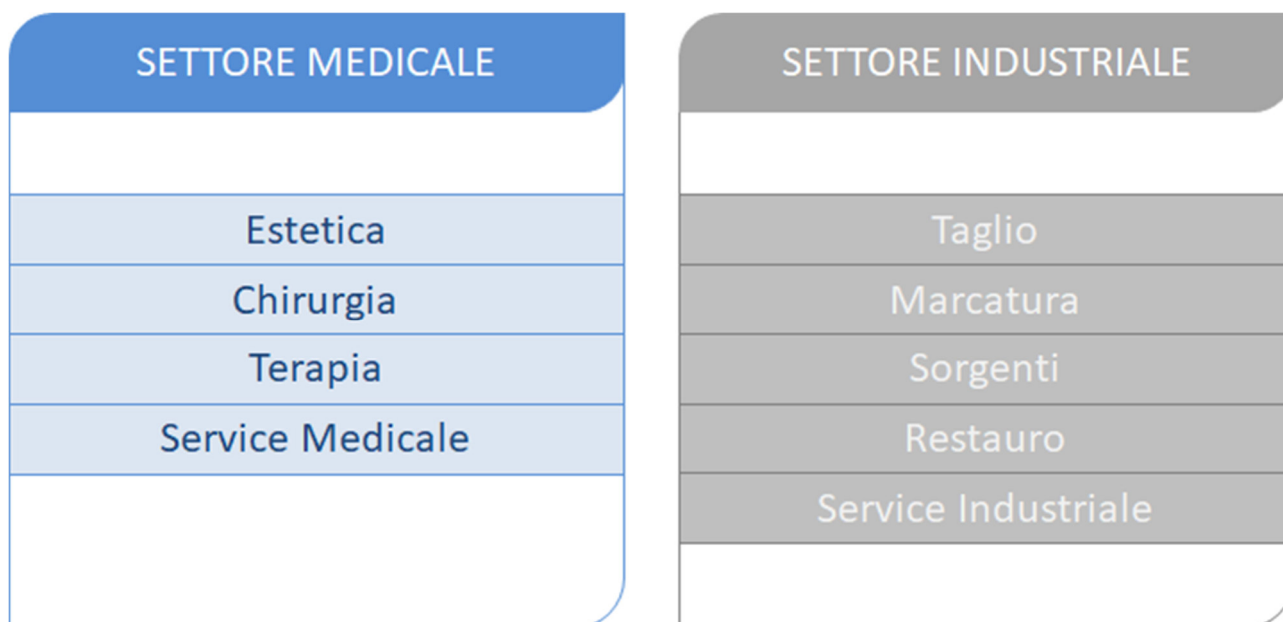 SETTORE MEDICALE
Estetica
Chirurgia
Terapia
Service Medicale
SETTORE INDUSTRIALE
Taglio
Marcatura
Sorgenti
Restauro
Service Industriale